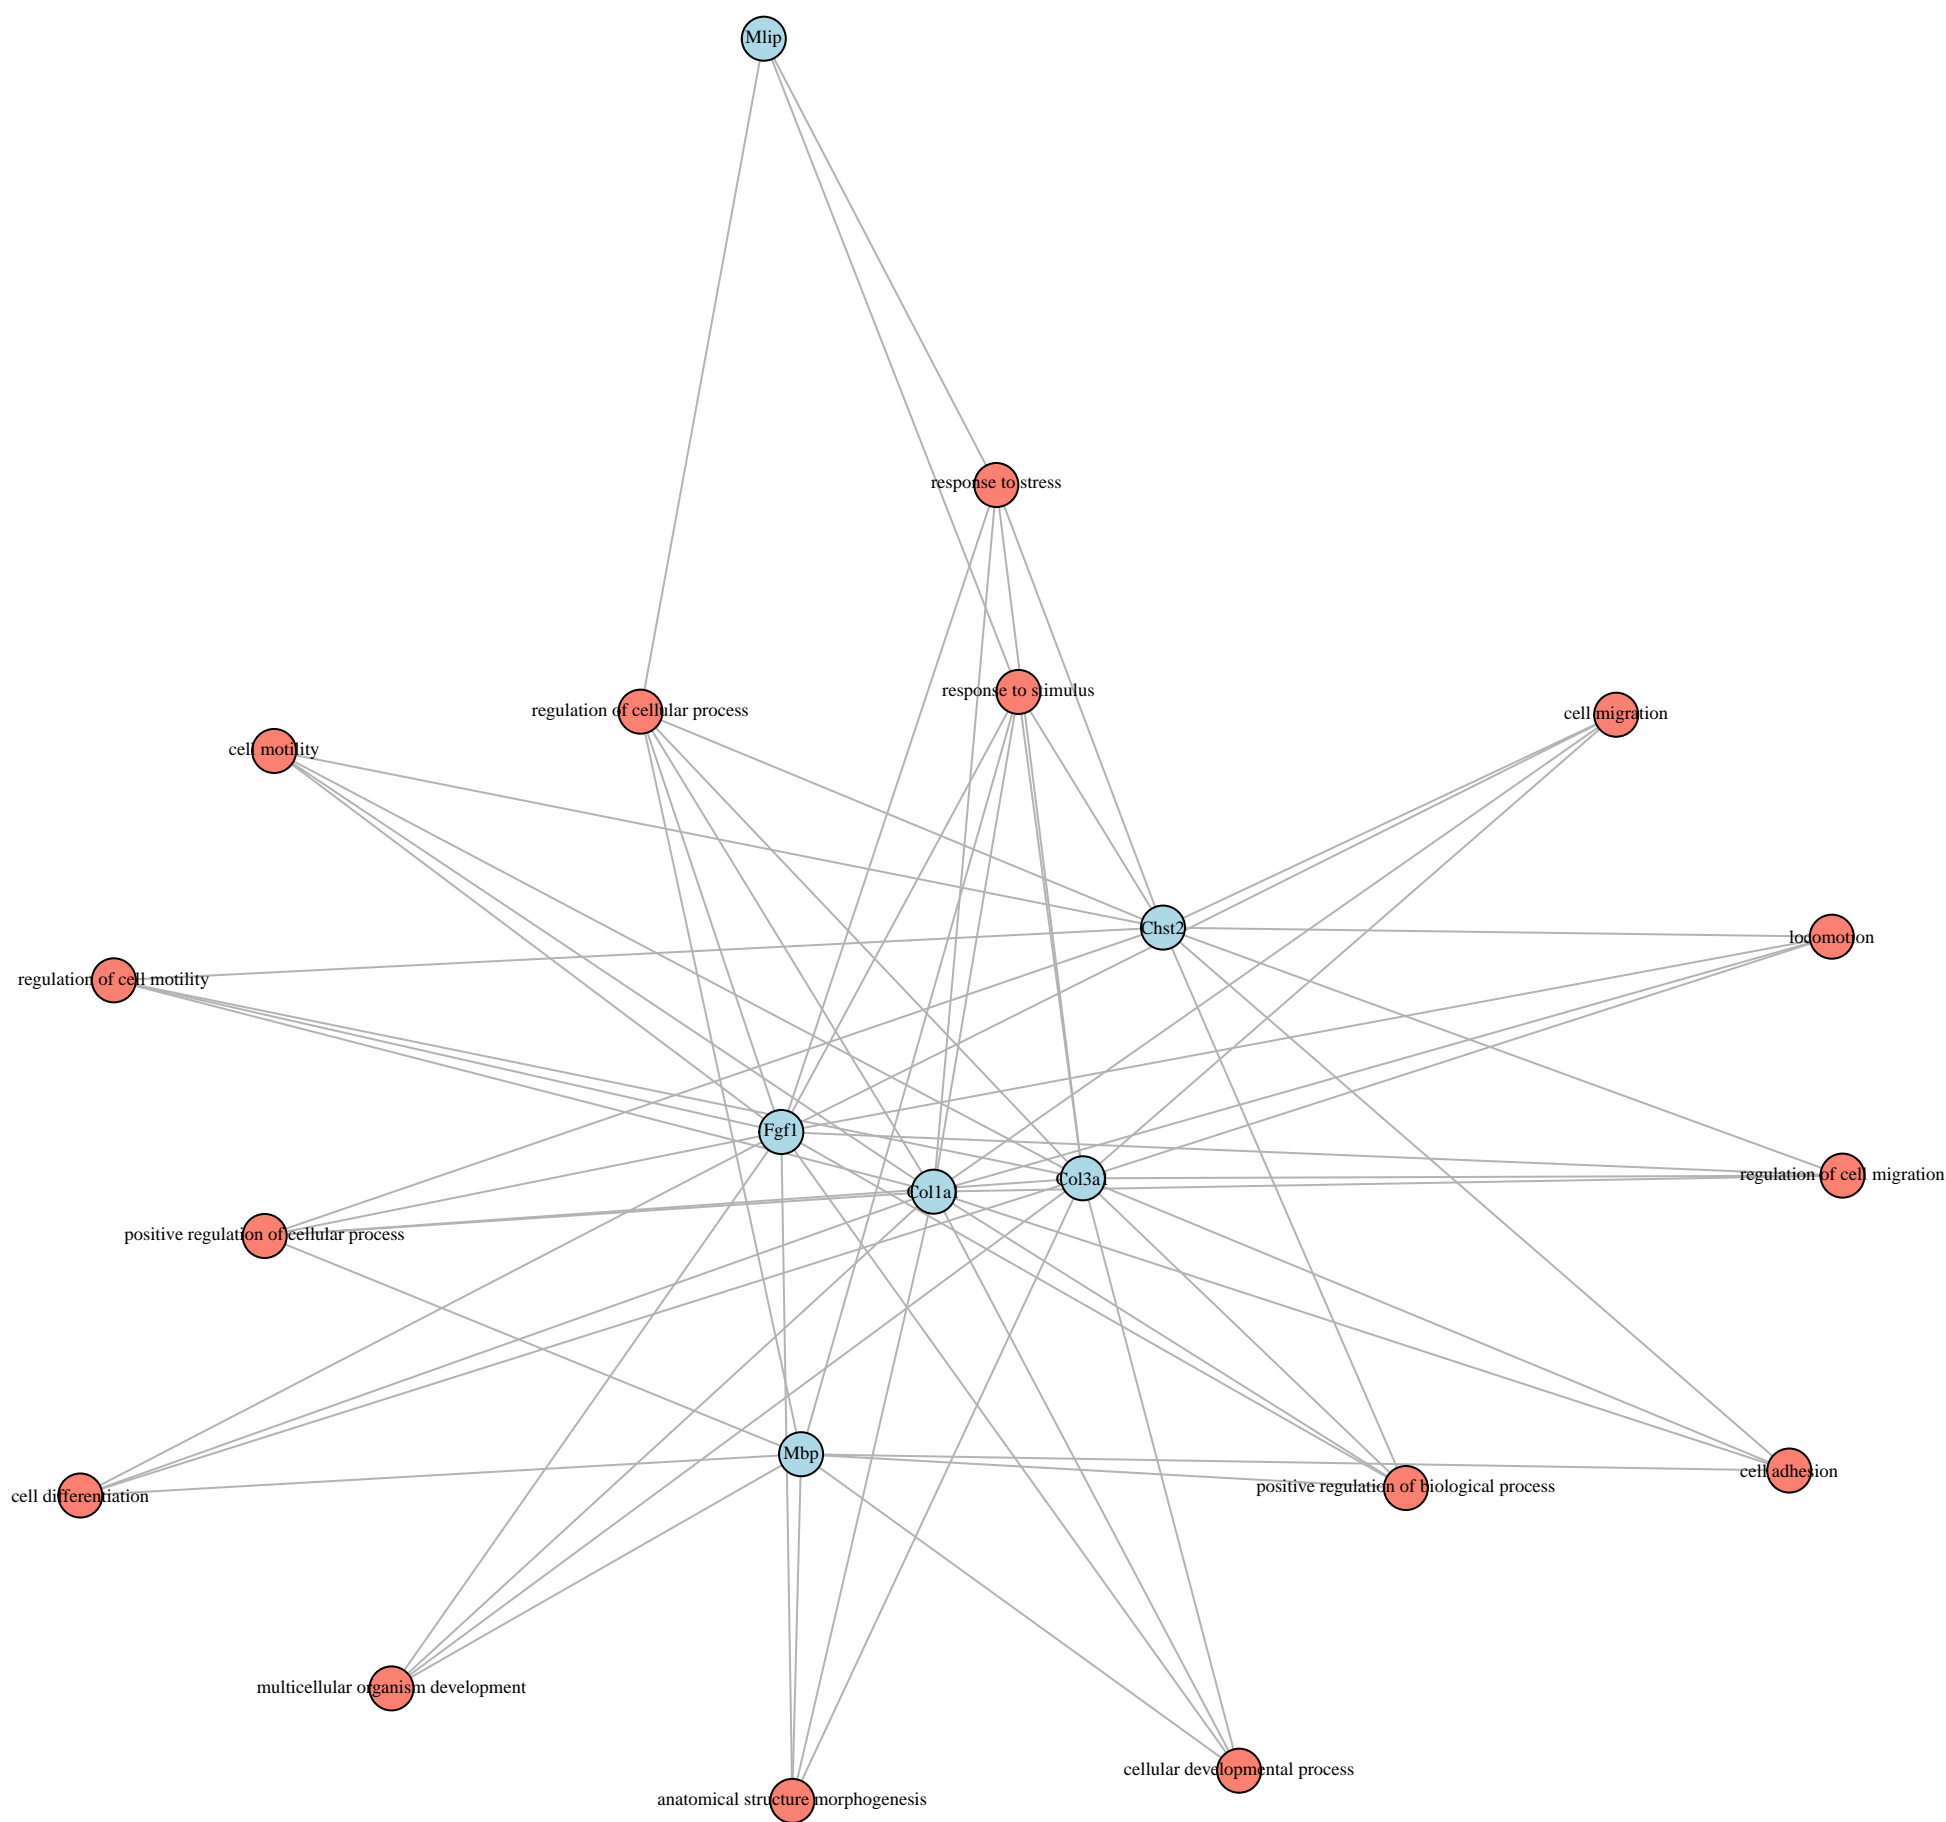 Mlip
response to stress
response to stimulus
regulation of cellular process
cell migration
cell motility
Chst2
locomotion
regulation of cell motility
Fgf1
regulation of cell migration
Col3a1
Col1a1
positive regulation of cellular process
Mbp
cell adhesion
positive regulation of biological process
cell differentiation
multicellular organism development
cellular developmental process
anatomical structure morphogenesis